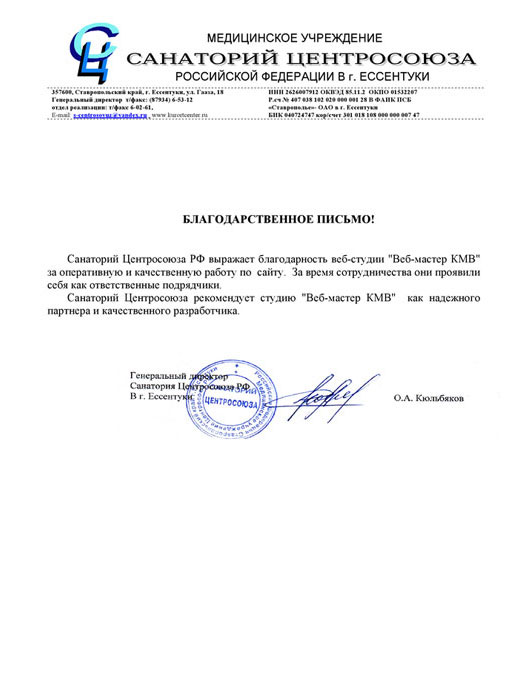 МЕДИЦИНСКОЕ УЧРЕЖДЕНИЕ
САНАТОРИЙ ЦЕНТРОСОЮЗА
РОССИЙСКОЙ ФЕДЕРАЦИИ В г. ЕССЕНТУКИ
357600, Ставропольский край, г. Ессентуки, ул. Гааза, 18
Генеральный директор т/факс: (87934) 6-53-12
отдел реализации: т/факс 6-02-61,
E-mail s-centrosoyuz@yandex.ru , www.kurortcenter.ru
ИНН 2626007912 ОКВЭД 85.11.2 ОКПО 01532207
Р.сч № 407 038 102 020 000 001 28 В ФАИК ПСБ
«Ставрополье»- ОАО в г. Ессентуки
БИК 040724747 кор/счет 301 018 108 000 000 007 47
БЛАГОДАРСТВЕННОЕ ПИСЬМО!
Санаторий Центросоюза РФ выражает благодарность веб-студии "Веб-мастер КМВ"
за оперативную и качественную работу по сайту. За время сотрудничества они проявили
себя как ответственные подрядчики.
Санаторий Центросоюза рекомендует студию "Веб-мастер КМВ" как надежного
партнера и качественного разработчика.
Генеральный директор
Санатория Центросоюза РФ
В г. Ессентуки
О.А. Кюльбяков
ЦЕНТРОСОЮЗА